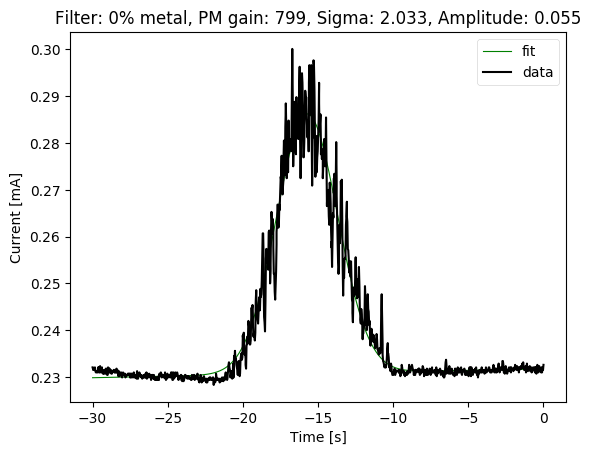 Filter: 0% metal, PM gain: 799, Sigma: 2.033, Amplitude: 0.055
fit
data
0.30
0.29
0.28
0.27
0.26
0.25
0.24
0.23
Current [mA]
−30 −25 −20 −15 −10 −5 0
Time [s]